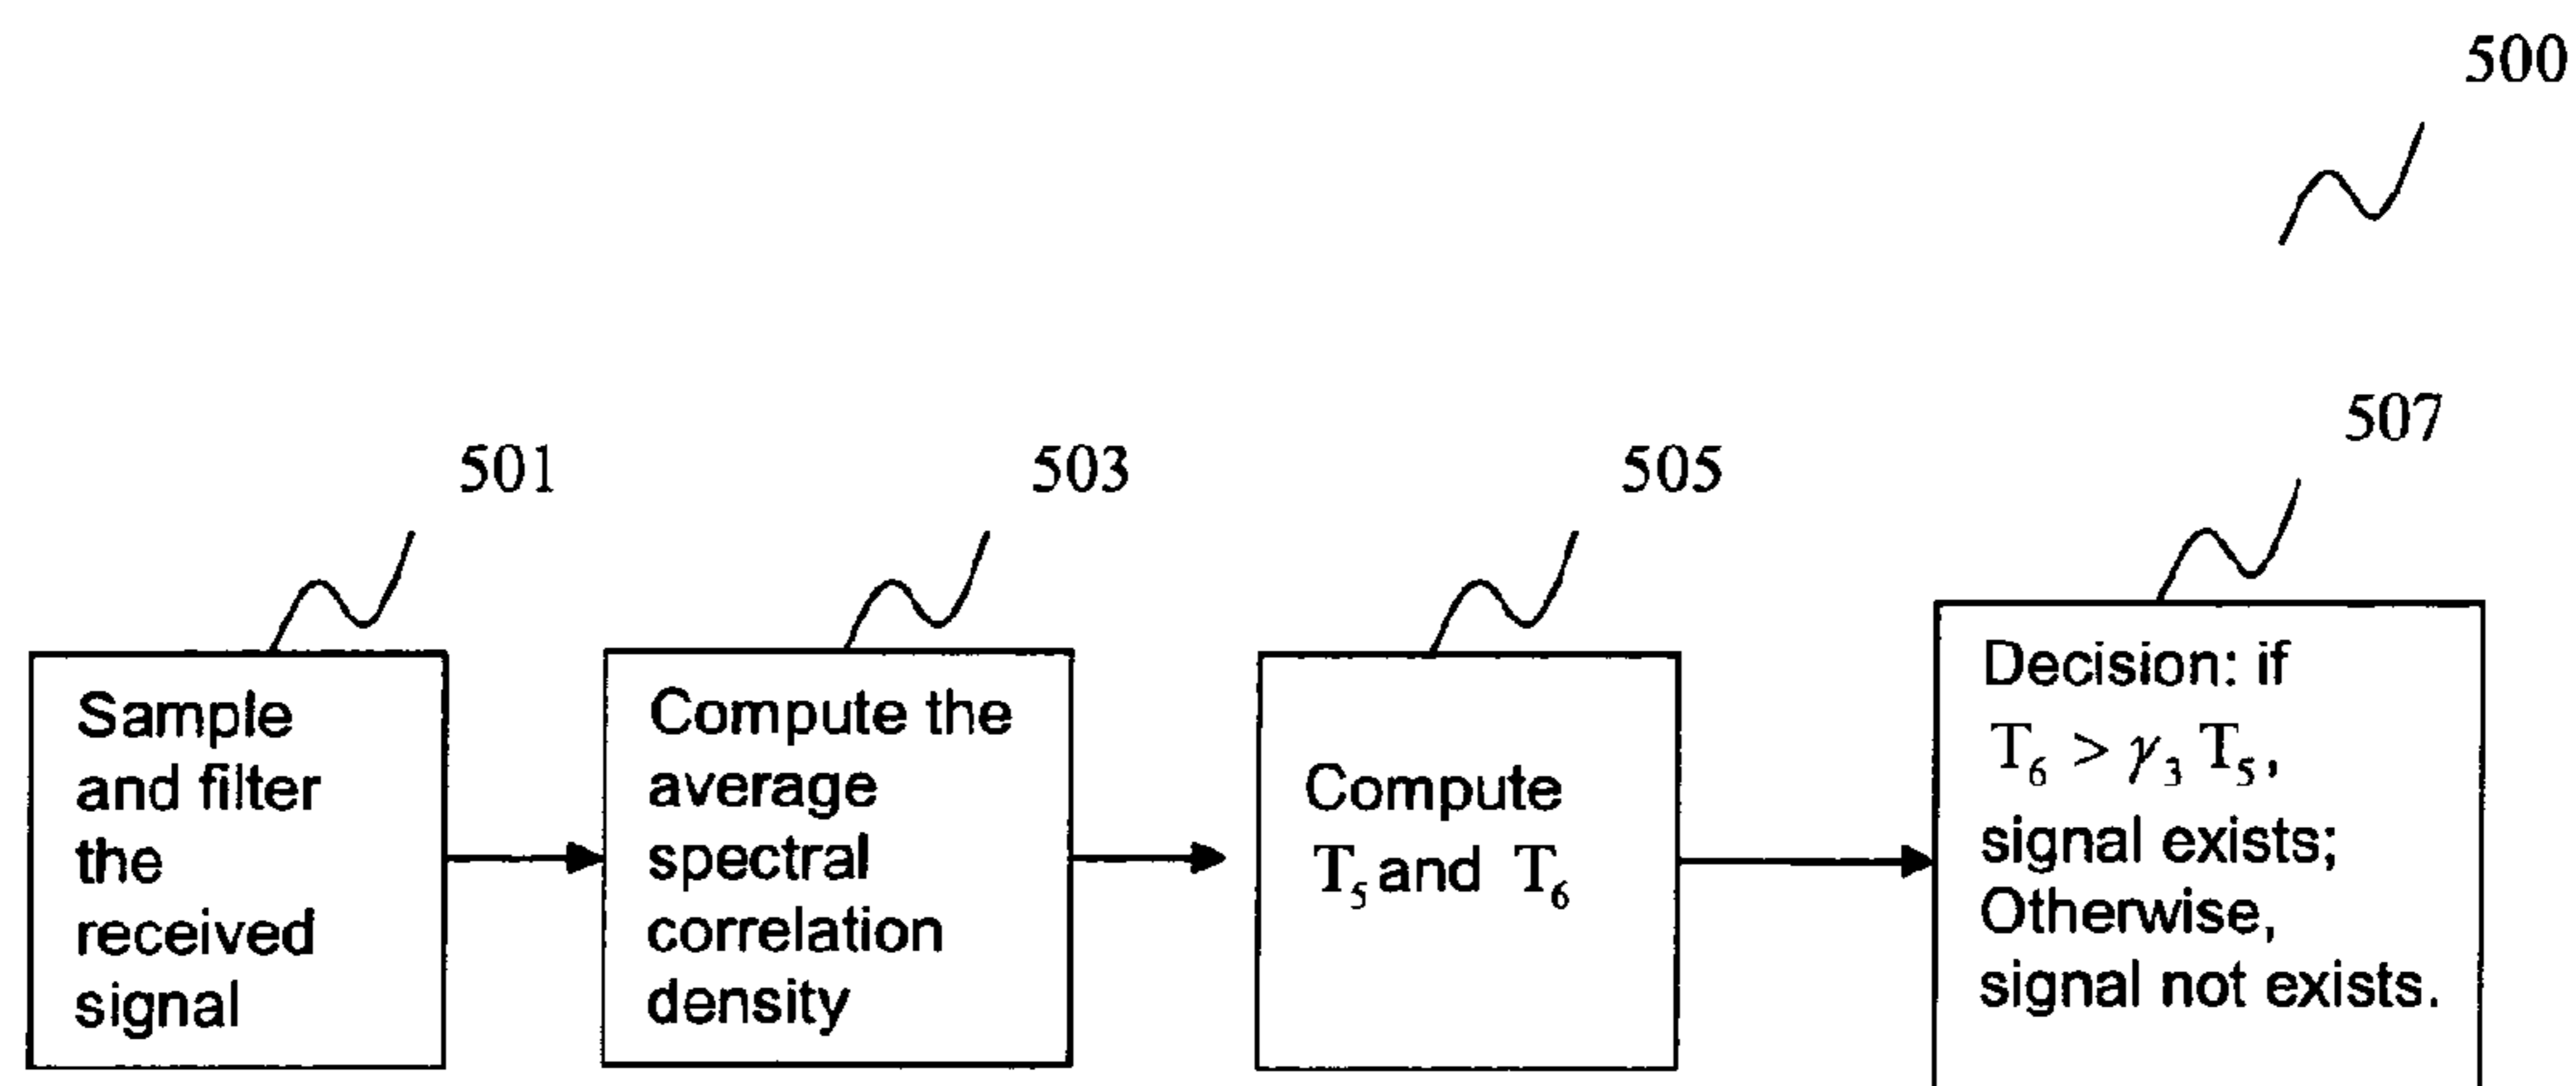 500
501
503
505
507
Sample
and filter
the
received
signal
Compute the
average
spectral
correlation
density
Compute
T₅ and T₆
Decision: if
T₆ > γ₃ T₅,
signal exists;
Otherwise,
signal not exists.